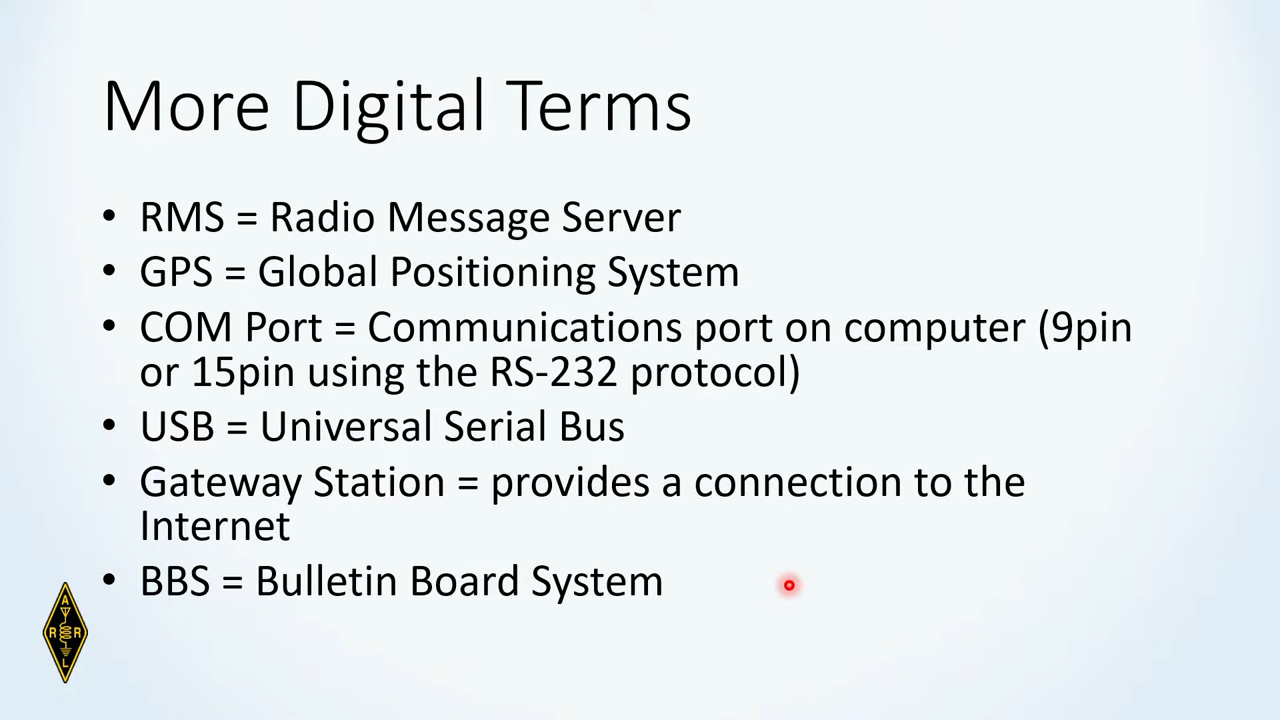 More Digital Terms
• RMS = Radio Message Server
• GPS = Global Positioning System
• COM Port = Communications port on computer (9pin
or 15pin using the RS-232 protocol)
• USB = Universal Serial Bus
• Gateway Station = provides a connection to the
Internet
• BBS = Bulletin Board System
A
R R
L